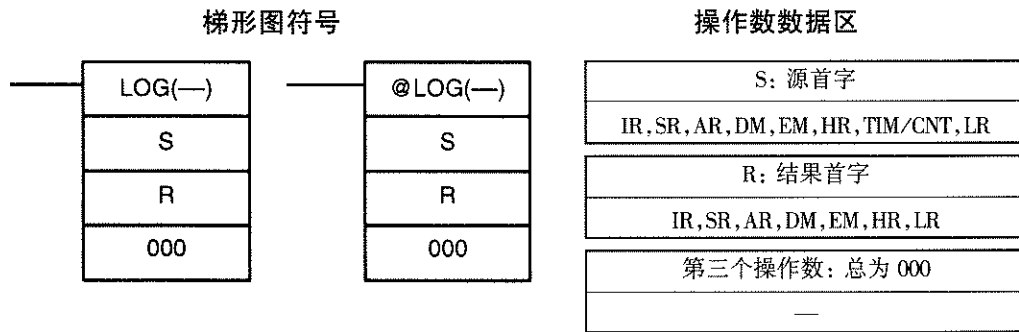 梯形图符号
LOG(—)
S
R
000
@LOG(—)
S
R
000
操作数数据区
S: 源首字
IR,SR,AR,DM,EM,HR,TIM/CNT,LR
R: 结果首字
IR,SR,AR,DM,EM,HR,LR
第三个操作数: 总为 000
—